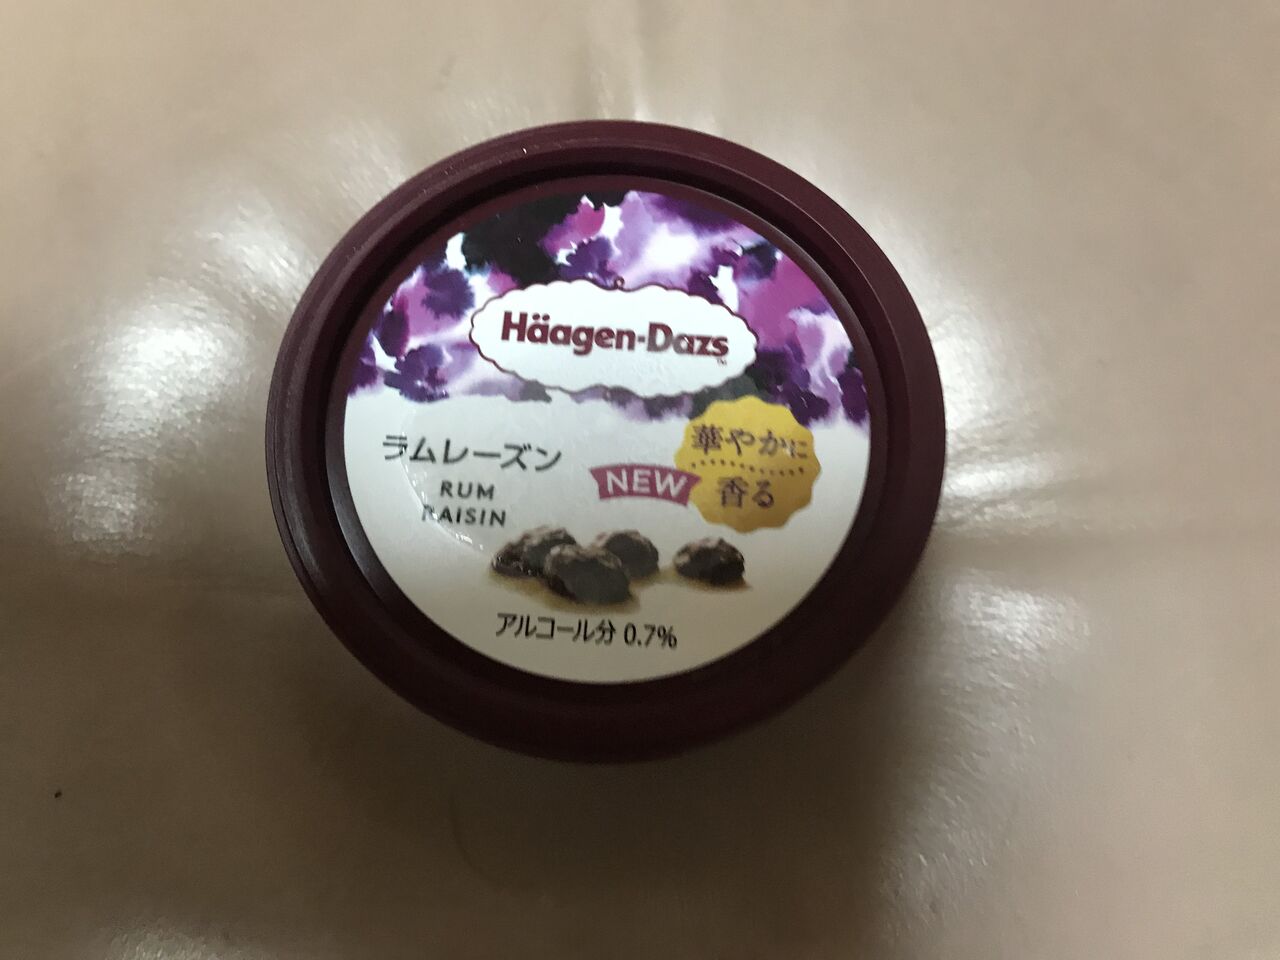 Häagen-Dazs
TM
ラムレーズン
RUM
RAISIN
NEW
華やかに
香る
アルコール分 0.7%